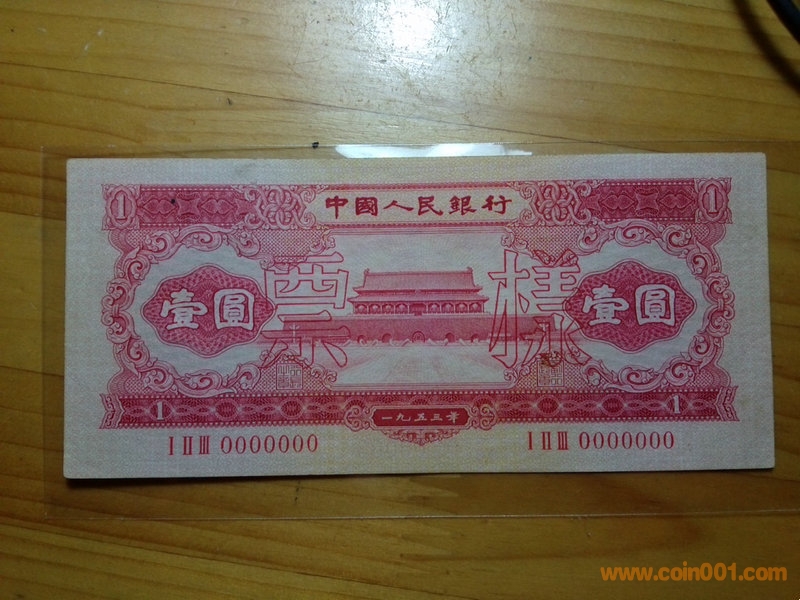 1 中國人民銀行 1
票 樣
壹圓 壹圓
1 一九五三年 1
I II III 0000000 I II III 0000000
www.coin001.com